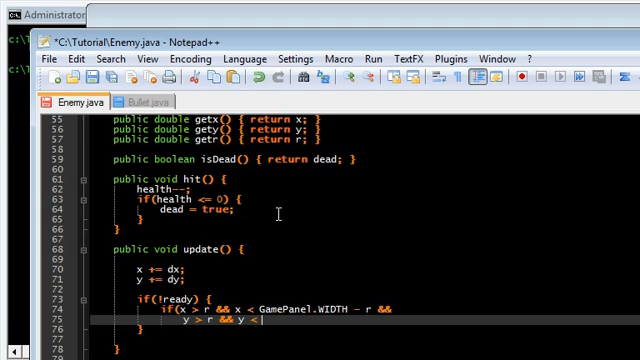 Administrator
c:\T
c:\T
*C:\Tutorial\Enemy.java - Notepad++
File Edit Search View Encoding Language Settings Macro Run TextFX Plugins Window ?
Enemy.java Bullet.java
55 public double getx() { return x; }
56 public double gety() { return y; }
57 public double getr() { return r; }
58
59 public boolean isDead() { return dead; }
60
61 public void hit() {
62 health--;
63 if(health <= 0) {
64 dead = true;
65 }
66 }
67
68 public void update() {
69
70 x += dx;
71 y += dy;
72
73 if(!ready) {
74 if(x > r && x < GamePanel.WIDTH - r &&
75 y > r && y <
76 }
77
78 }